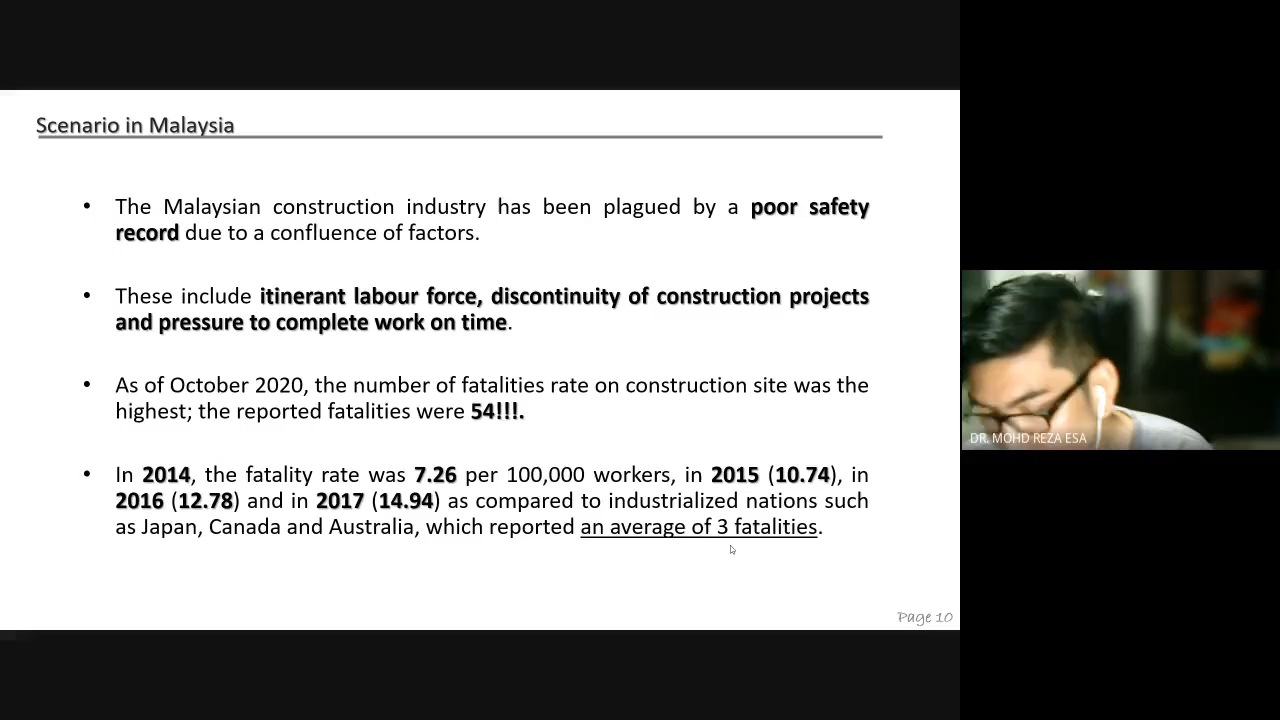 Scenario in Malaysia
• The Malaysian construction industry has been plagued by a poor safety
record due to a confluence of factors.
• These include itinerant labour force, discontinuity of construction projects
and pressure to complete work on time.
• As of October 2020, the number of fatalities rate on construction site was the
highest; the reported fatalities were 54!!!.
• In 2014, the fatality rate was 7.26 per 100,000 workers, in 2015 (10.74), in
2016 (12.78) and in 2017 (14.94) as compared to industrialized nations such
as Japan, Canada and Australia, which reported an average of 3 fatalities.
Page 10
DR. MOHD REZA ESA